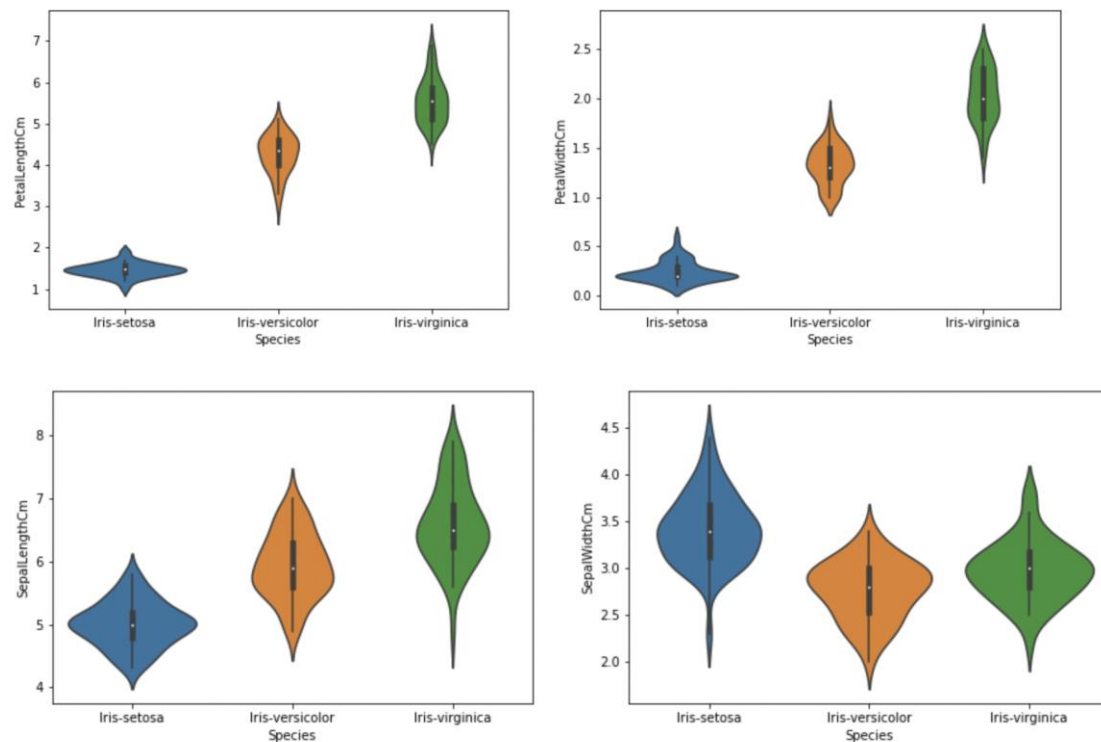 PetalLengthCm
7
6
5
4
3
2
1
Iris-setosa Iris-versicolor Iris-virginica
Species
PetalWidthCm
2.5
2.0
1.5
1.0
0.5
0.0
Iris-setosa Iris-versicolor Iris-virginica
Species
SepalLengthCm
8
7
6
5
4
Iris-setosa Iris-versicolor Iris-virginica
Species
SepalWidthCm
4.5
4.0
3.5
3.0
2.5
2.0
Iris-setosa Iris-versicolor Iris-virginica
Species